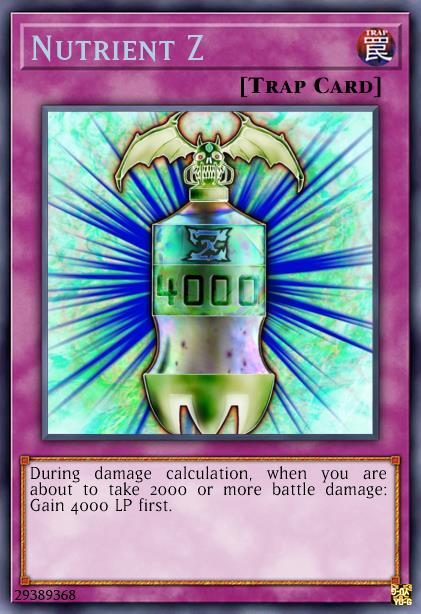 Nutrient Z
TRAP
罠
[Trap Card]
Z
4000
During damage calculation, when you are
about to take 2000 or more battle damage:
Gain 4000 LP first.
29389368